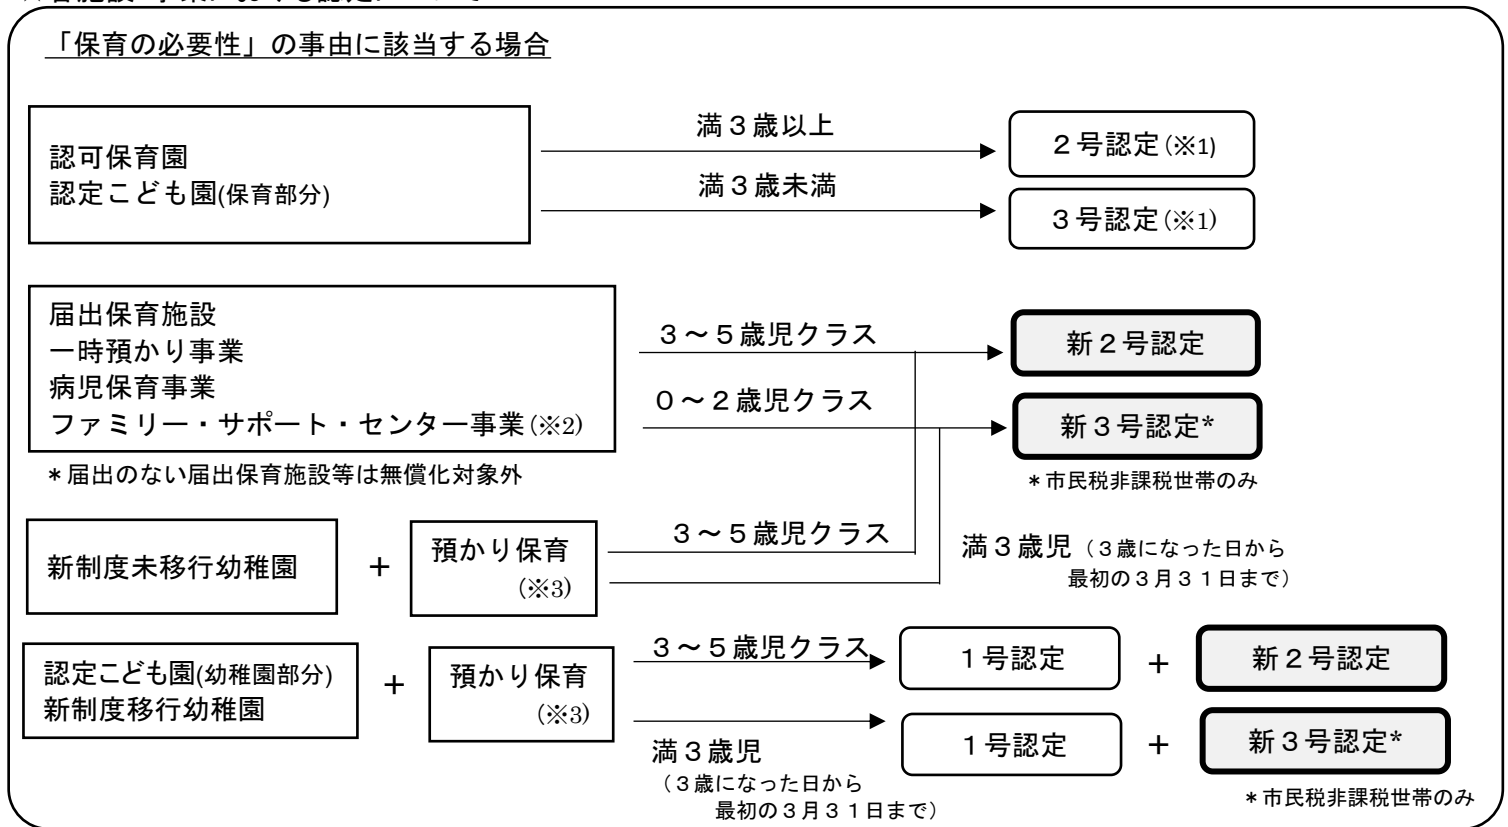 「保育の必要性」の事由に該当する場合
認可保育園
認定こども園(保育部分)
満３歳以上
２号認定(※1)
満３歳未満
３号認定(※1)
届出保育施設
一時預かり事業
病児保育事業
ファミリー・サポート・センター事業(※2)
３～５歳児クラス
新２号認定
０～２歳児クラス
新３号認定*
＊届出のない届出保育施設等は無償化対象外
＊市民税非課税世帯のみ
新制度未移行幼稚園
+
預かり保育
(※3)
３～５歳児クラス
満３歳児（３歳になった日から
最初の３月３１日まで）
認定こども園(幼稚園部分)
新制度移行幼稚園
+
預かり保育
(※3)
３～５歳児クラス
１号認定
+
新２号認定
満３歳児
（３歳になった日から
最初の３月３１日まで）
１号認定
+
新３号認定*
＊市民税非課税世帯のみ